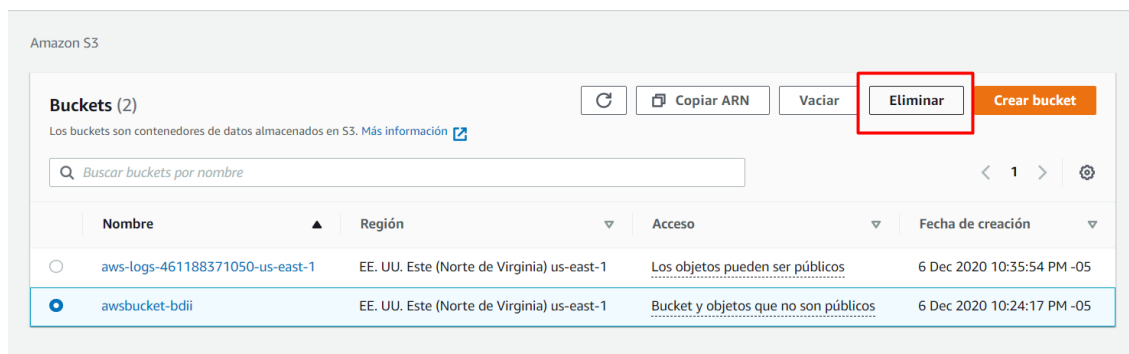 Amazon S3
Buckets (2)
Copiar ARN
Vaciar
Eliminar
Crear bucket
Los buckets son contenedores de datos almacenados en S3. Más información
Buscar buckets por nombre
1
Nombre Región Acceso Fecha de creación
aws-logs-461188371050-us-east-1 EE. UU. Este (Norte de Virginia) us-east-1 Los objetos pueden ser públicos 6 Dec 2020 10:35:54 PM -05
awsbucket-bdii EE. UU. Este (Norte de Virginia) us-east-1 Bucket y objetos que no son públicos 6 Dec 2020 10:24:17 PM -05